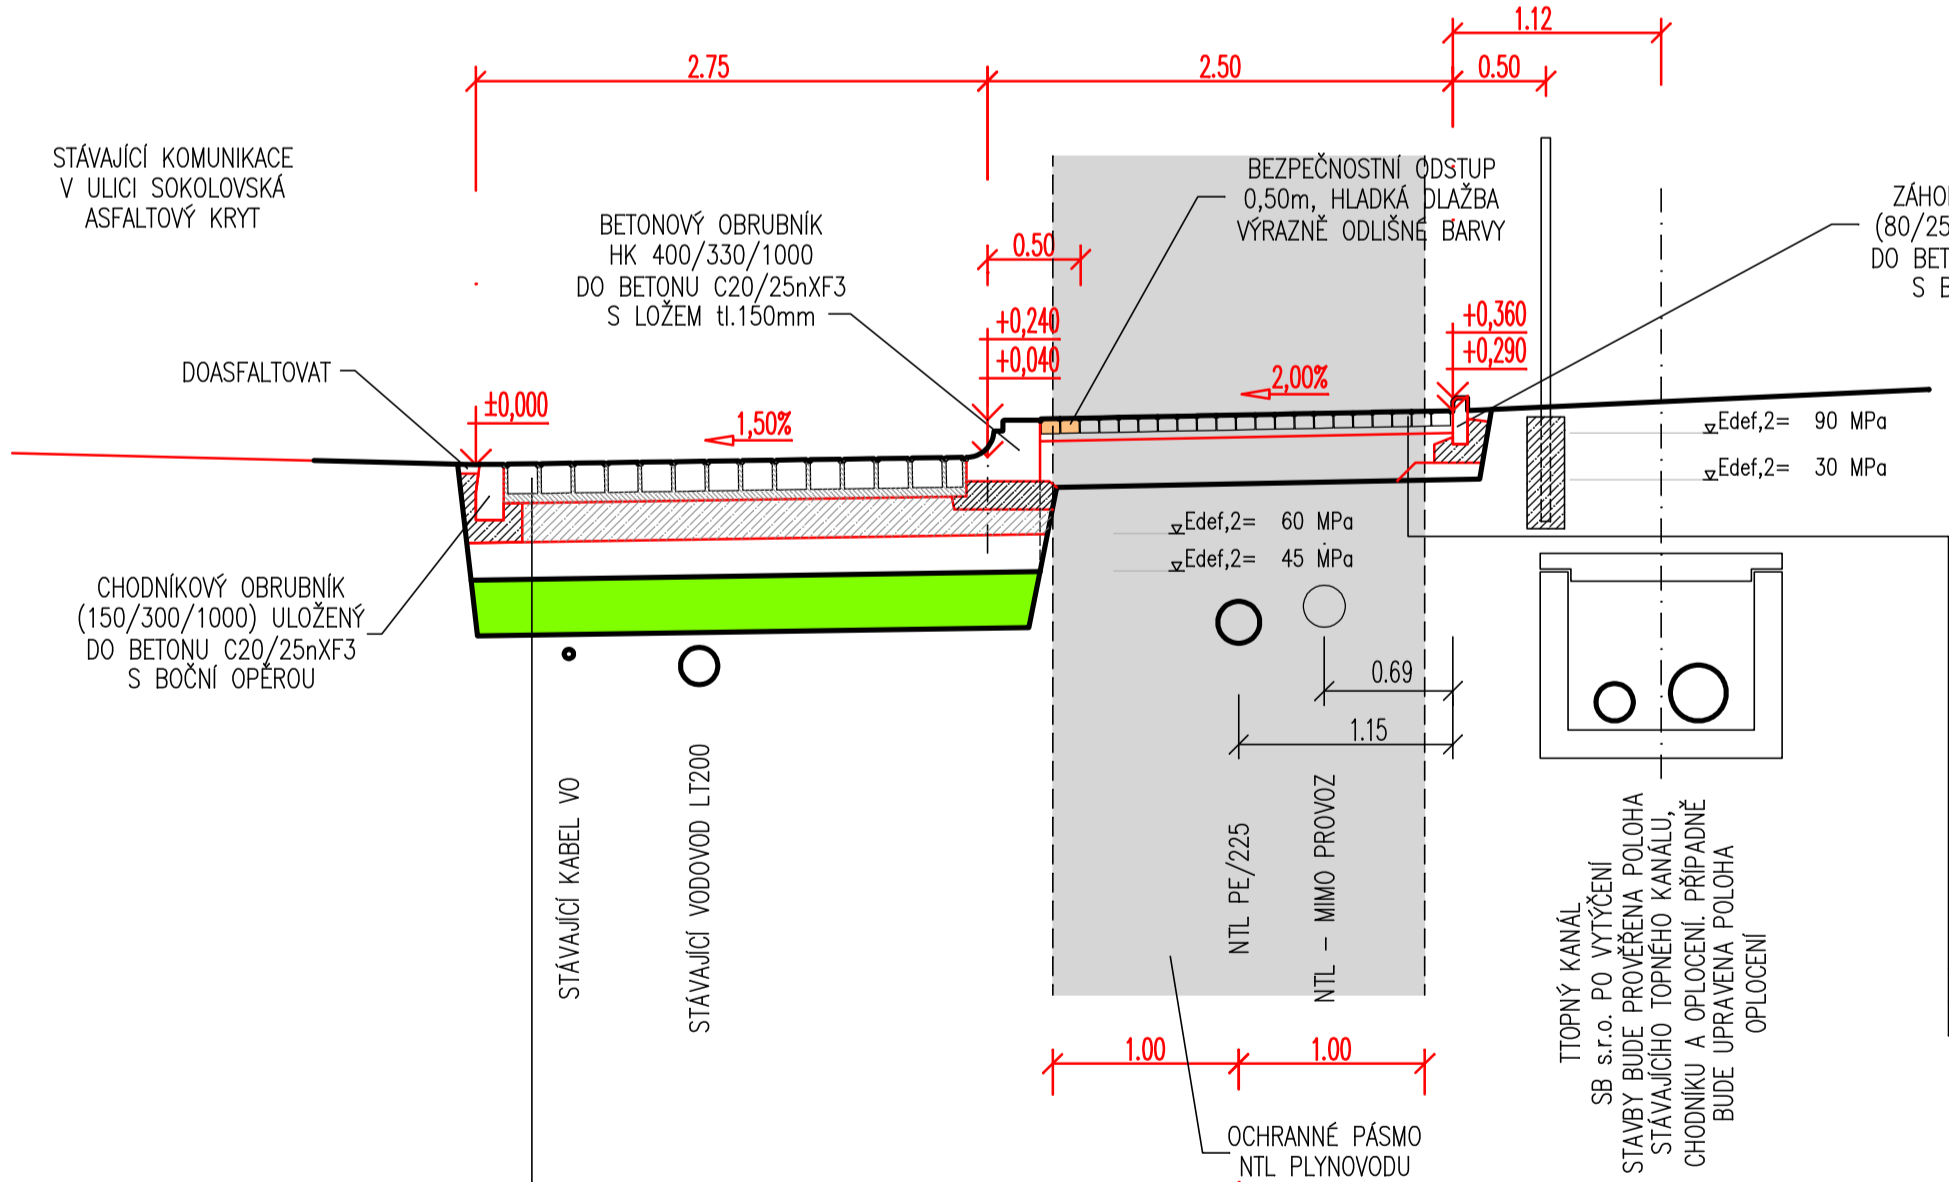 1.12
2.75
2.50
0.50
STÁVAJÍCÍ KOMUNIKACE
V ULICI SOKOLOVSKÁ
ASFALTOVÝ KRYT
BETONOVÝ OBRUBNÍK
HK 400/330/1000
DO BETONU C20/25nXF3
S LOŽEM tl.150mm
0.50
BEZPEČNOSTNÍ ODSTUP
0,50m, HLADKÁ DLAŽBA
VÝRAZNĚ ODLIŠNÉ BARVY
ZÁHO
(80/25
DO BET
S B
+0,240
+0,040
+0,360
+0,290
DOASFALTOVAT
±0,000
1,50%
2,00%
Edef,2= 90 MPa
Edef,2= 30 MPa
Edef,2= 60 MPa
Edef,2= 45 MPa
CHODNÍKOVÝ OBRUBNÍK
(150/300/1000) ULOŽENÝ
DO BETONU C20/25nXF3
S BOČNÍ OPĚROU
0.69
1.15
STÁVAJÍCÍ KABEL VO
STÁVAJÍCÍ VODOVOD LT200
NTL PE/225
NTL – MIMO PROVOZ
TTOPNÝ KANÁL
SB s.r.o. PO VYTÝČENÍ
STAVBY BUDE PROVĚŘENA POLOHA
STÁVAJÍCÍHO TOPNÉHO KANÁLU,
CHODNÍKU A OPLOCENÍ. PŘÍPADNĚ
BUDE UPRAVENA POLOHA
OPLOCENÍ
1.00
1.00
OCHRANNÉ PÁSMO
NTL PLYNOVODU